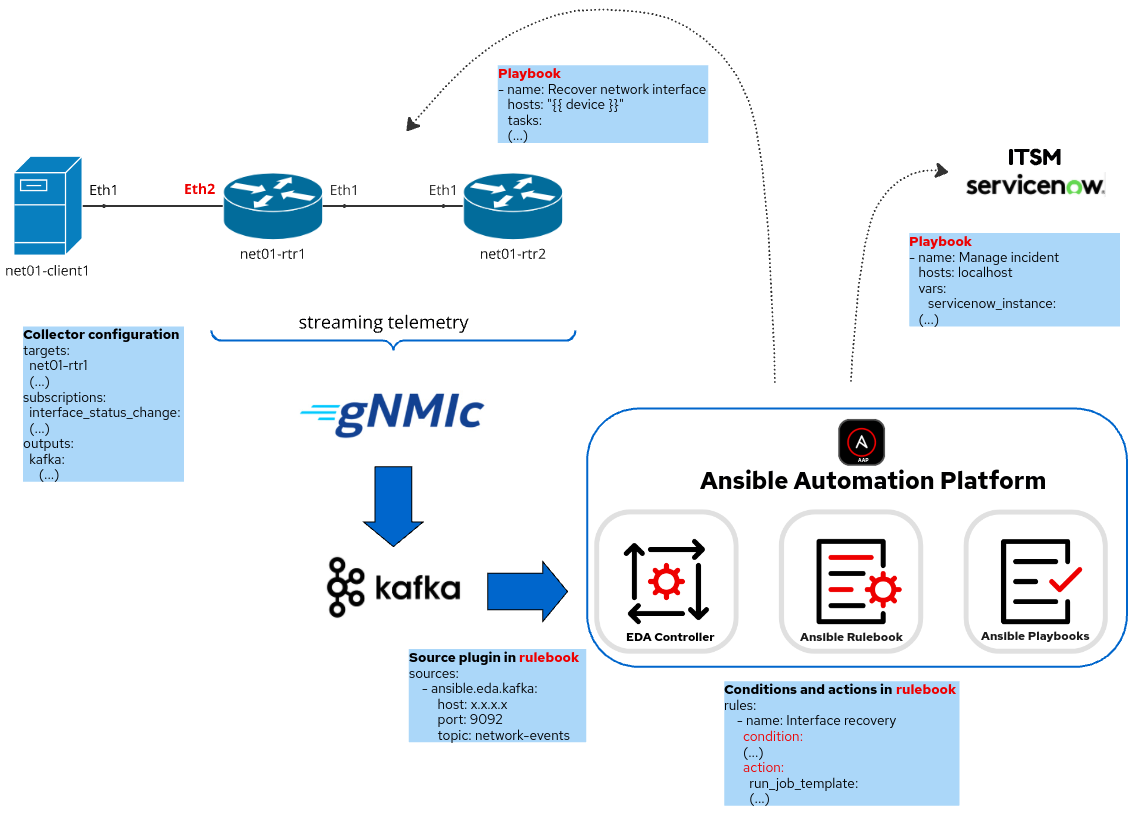 Playbook
- name: Recover network interface
hosts: "{{ device }}"
tasks:
(...)
ITSM
servicenow.
Eth1
Eth2
Eth1
Eth1
net01-client1
net01-rtr1
net01-rtr2
Playbook
- name: Manage incident
hosts: localhost
vars:
servicenow_instance:
(...)
streaming telemetry
Collector configuration
targets:
net01-rtr1
(...)
subscriptions:
interface_status_change:
(...)
outputs:
kafka:
(...)
gNMIc
AAP
Ansible Automation Platform
kafka
EDA Controller
Ansible Rulebook
Ansible Playbooks
Source plugin in rulebook
sources:
- ansible.eda.kafka:
host: x.x.x.x
port: 9092
topic: network-events
Conditions and actions in rulebook
rules:
- name: Interface recovery
condition:
(...)
action:
run_job_template:
(...)